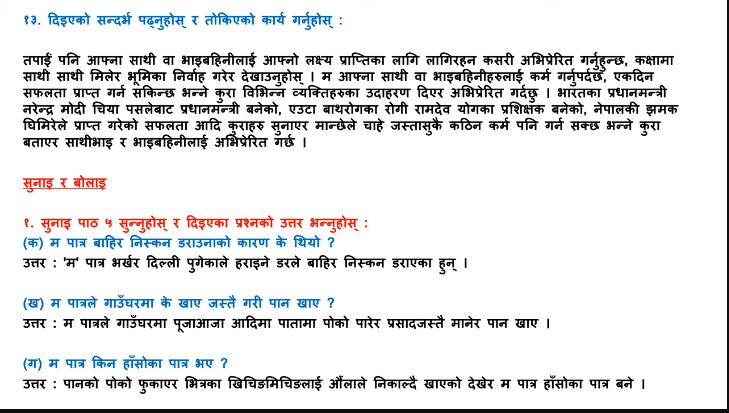 १३. दिइएको सन्दर्भ पढ्नुहोस् र तोकिएको कार्य गर्नुहोस् :
तपाईं पनि आफ्ना साथी वा भाइबहिनीलाई आफ्नो लक्ष्य प्राप्तिका लागि लागिरहन कसरी अभिप्रेरित गर्नुहुन्छ, कक्षामा
साथी साथी मिलेर भूमिका निर्वाह गरेर देखाउनुहोस् । म आफ्ना साथी वा भाइबहिनीहरुलाई कर्म गर्नुपर्दछ, एकदिन
सफलता प्राप्त गर्न सकिन्छ भन्ने कुरा विभिन्न व्यक्तिहरुका उदाहरण दिएर अभिप्रेरित गर्दछु । भारतका प्रधानमन्त्री
नरेन्द्र मोदी चिया पसलेबाट प्रधानमन्त्री बनेको, एउटा बाथरोगका रोगी रामदेव योगका प्रशिक्षक बनेको, नेपालकी झमक
घिमिरेले प्राप्त गरेको सफलता आदि कुराहरु सुनाएर मान्छेले चाहे जस्तासुकै कठिन कर्म पनि गर्न सक्छ भन्ने कुरा
बताएर साथीभाइ र भाइबहिनीलाई अभिप्रेरित गर्छ ।
सुनाइ र बोलाइ
१. सुनाइ पाठ ५ सुन्नुहोस् र दिइएका प्रश्नको उत्तर भन्नुहोस् :
(क) म पात्र बाहिर निस्कन डराउनाको कारण के थियो ?
उत्तर : 'म' पात्र भर्खर दिल्ली पुगेकाले हराइने डरले बाहिर निस्कन डराएका हुन् ।
(ख) म पात्रले गाउँघरमा के खाए जस्तै गरी पान खाए ?
उत्तर : म पात्रले गाउँघरमा पूजाआजा आदिमा पातामा पोको पारेर प्रसादजस्तै मानेर पान खाए ।
(ग) म पात्र किन हाँसोका पात्र भए ?
उत्तर : पानको पोको फुकाएर भित्रका खिचिङमिचिङलाई औंलाले निकाल्दै खाएको देखेर म पात्र हाँसोका पात्र बने ।